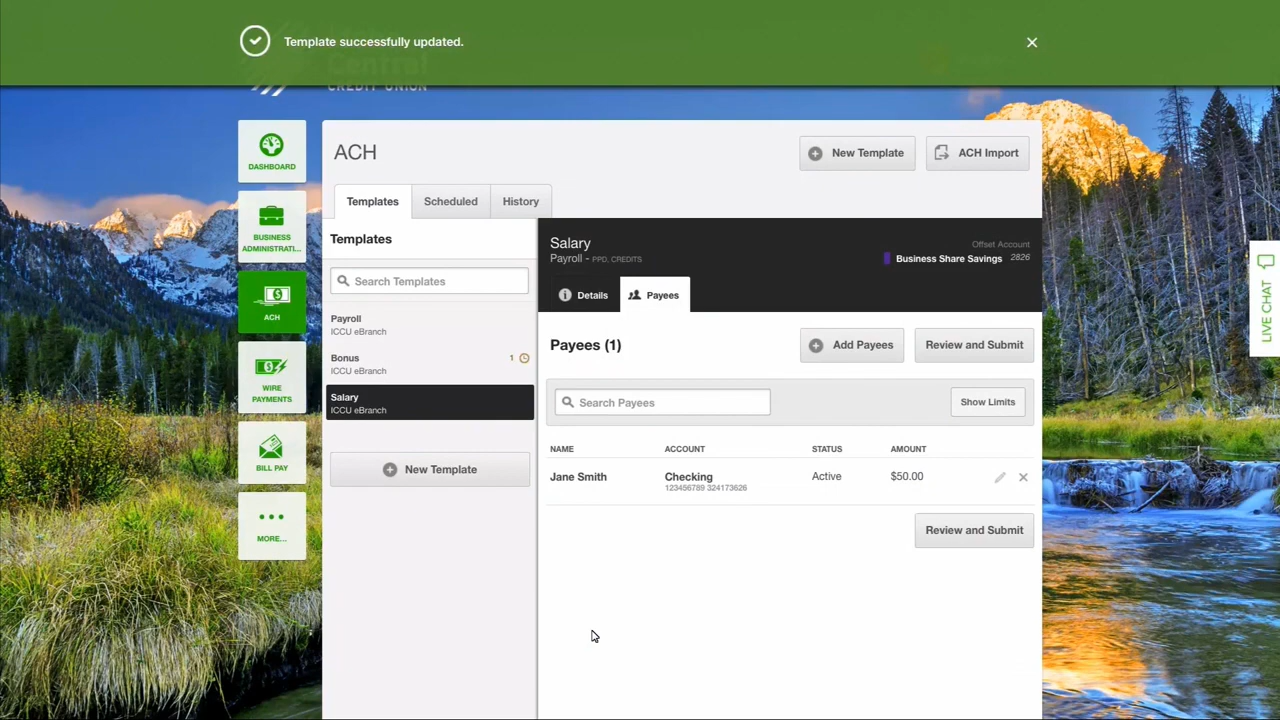 Template successfully updated.
Central
CREDIT UNION
DASHBOARD
BUSINESS
ADMINISTRATI...
ACH
WIRE
PAYMENTS
BILL PAY
MORE...
ACH
New Template
ACH Import
Templates
Scheduled
History
Templates
Search Templates
Payroll
ICCU eBranch
Bonus
1
ICCU eBranch
Salary
ICCU eBranch
New Template
Salary
Payroll - PPD, CREDITS
Offset Account
Business Share Savings 2826
Details
Payees
Payees (1)
Add Payees
Review and Submit
Search Payees
Show Limits
NAME ACCOUNT STATUS AMOUNT
Jane Smith Checking Active $50.00
123456789 324173626
Review and Submit
LIVE CHAT